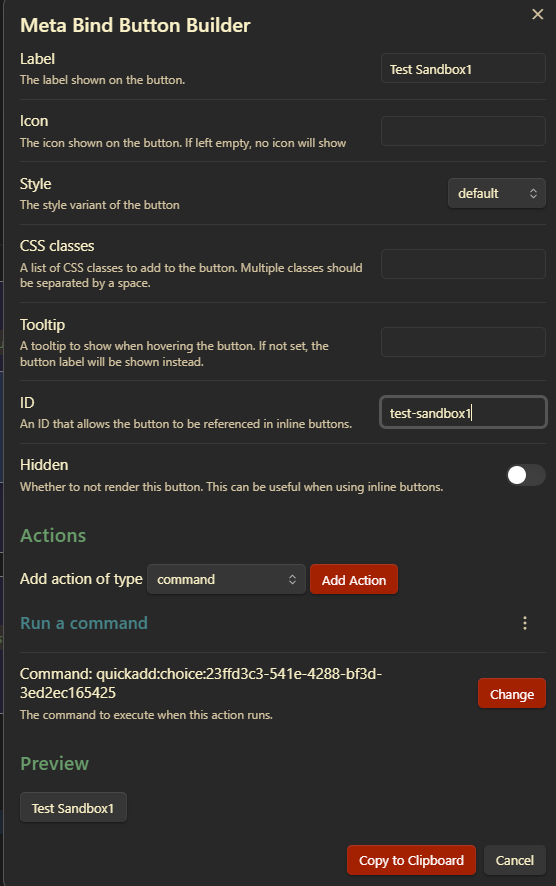 Meta Bind Button Builder
Label
The label shown on the button.
Test Sandbox1
Icon
The icon shown on the button. If left empty, no icon will show
Style
The style variant of the button
default
CSS classes
A list of CSS classes to add to the button. Multiple classes should
be separated by a space.
Tooltip
A tooltip to show when hovering the button. If not set, the
button label will be shown instead.
ID
An ID that allows the button to be referenced in inline buttons.
test-sandbox1
Hidden
Whether to not render this button. This can be useful when using inline buttons.
Actions
Add action of type
command
Add Action
Run a command
Command: quickadd:choice:23ffd3c3-541e-4288-bf3d-
3ed2ec165425
The command to execute when this action runs.
Change
Preview
Test Sandbox1
Copy to Clipboard
Cancel